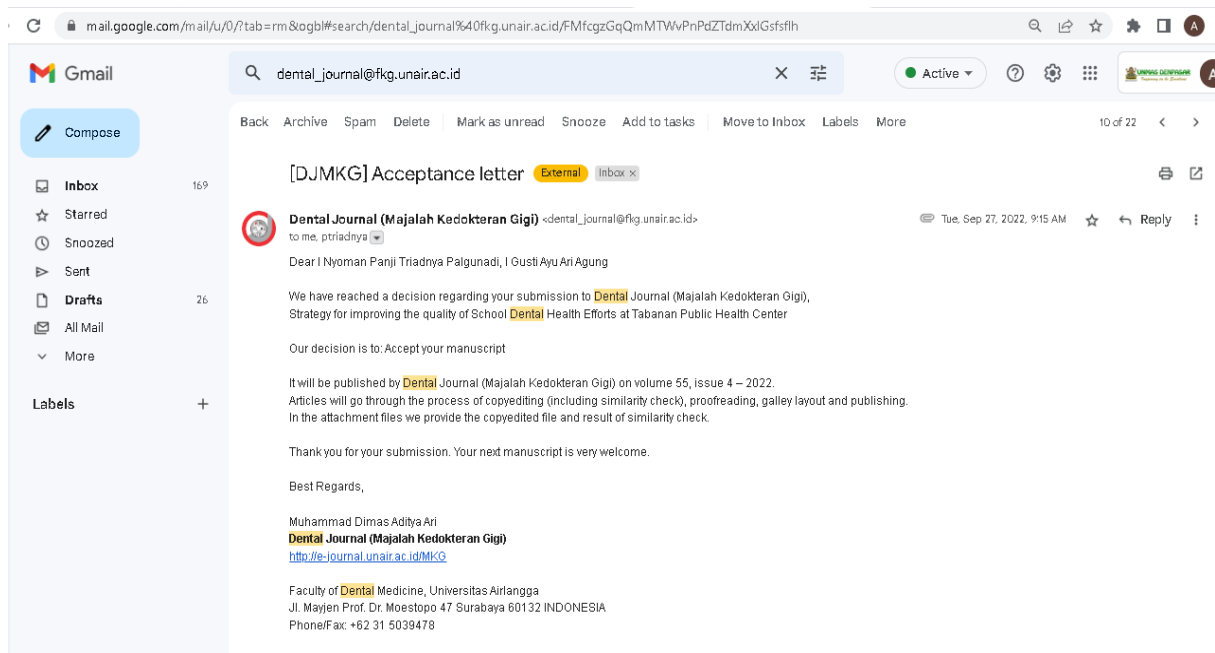 mail.google.com/mail/u/0/?tab=rm&ogbl#search/dental_journal%40fkg.unair.ac.id/FMfcgzGqQmMTWvPnPdZTdmXxlGsfsflh
A
Gmail
dental_journal@fkg.unair.ac.id
Active
UNMAS DENPASAR
A
Compose
Back Archive Spam Delete Mark as unread Snooze Add to tasks Move to Inbox Labels More
10 of 22
Inbox 169
Starred
Snoozed
Sent
Drafts 26
All Mail
More
Labels +
[DJMKG] Acceptance letter External Inbox ×
Dental Journal (Majalah Kedokteran Gigi) <dental_journal@fkg.unair.ac.id>
Tue, Sep 27, 2022, 9:15 AM Reply
to me, ptriadnya
Dear I Nyoman Panji Triadnya Palgunadi, I Gusti Ayu Ari Agung
We have reached a decision regarding your submission to Dental Journal (Majalah Kedokteran Gigi),
Strategy for improving the quality of School Dental Health Efforts at Tabanan Public Health Center
Our decision is to: Accept your manuscript
It will be published by Dental Journal (Majalah Kedokteran Gigi) on volume 55, issue 4 – 2022.
Articles will go through the process of copyediting (including similarity check), proofreading, galley layout and publishing.
In the attachment files we provide the copyedited file and result of similarity check.
Thank you for your submission. Your next manuscript is very welcome.
Best Regards,
Muhammad Dimas Aditya Ari
Dental Journal (Majalah Kedokteran Gigi)
http://e-journal.unair.ac.id/MKG
Faculty of Dental Medicine, Universitas Airlangga
Jl. Mayjen Prof. Dr. Moestopo 47 Surabaya 60132 INDONESIA
Phone/Fax: +62 31 5039478